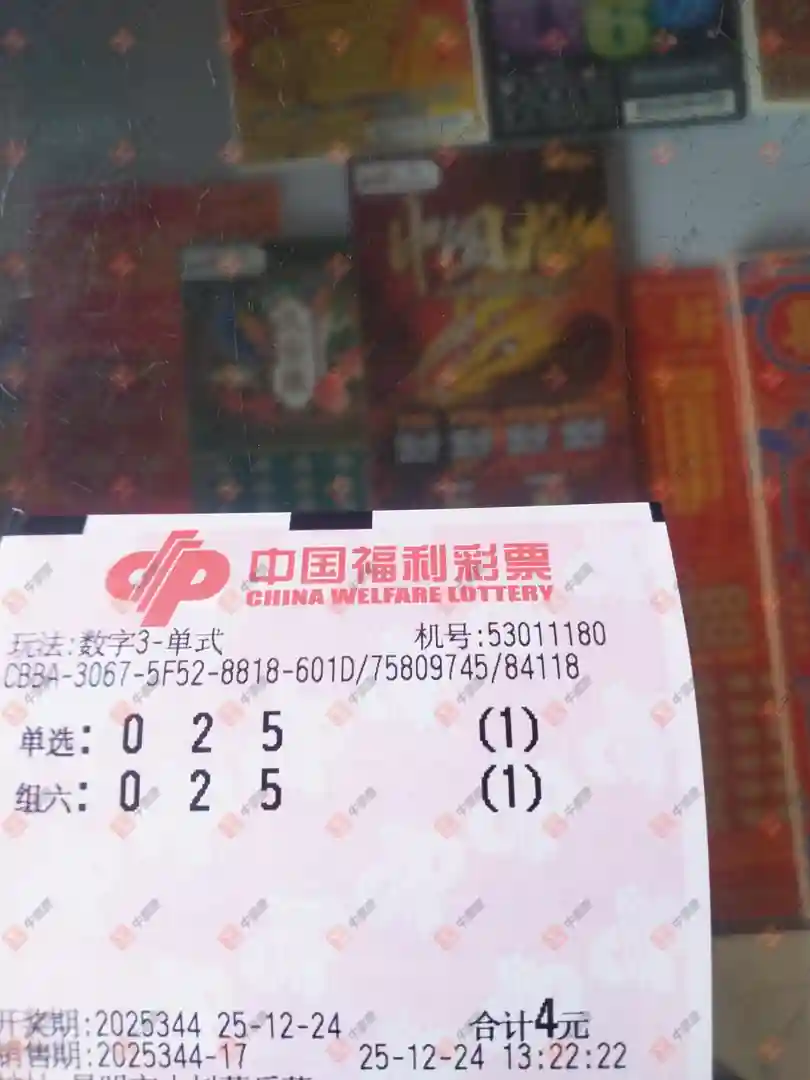 中国福利彩票
CHINA WELFARE LOTTERY
玩法:数字3-单式 机号:53011180
CBBA-3067-5F52-8818-601D/75809745/84118
单选: 0 2 5 (1)
组六: 0 2 5 (1)
开奖期:2025344 25-12-24 合计4元
销售期:2025344-17 25-12-24 13:22:22